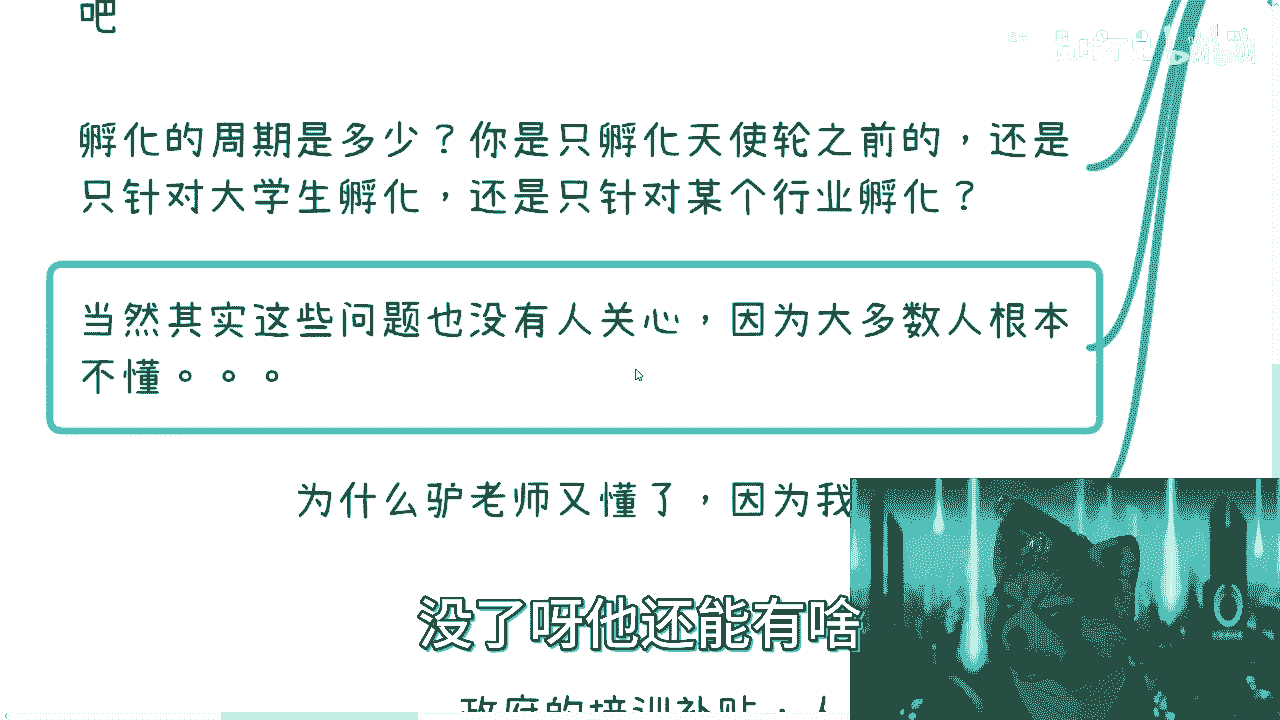 吧
孵化的周期是多少？你是只孵化天使轮之前的，还是
只针对大学生孵化，还是只针对某个行业孵化？
当然其实这些问题也没有人关心，因为大多数人根本
不懂。。。
为什么驴老师又懂了，因为我
没了呀他还能有啥
政府的培训补贴，人